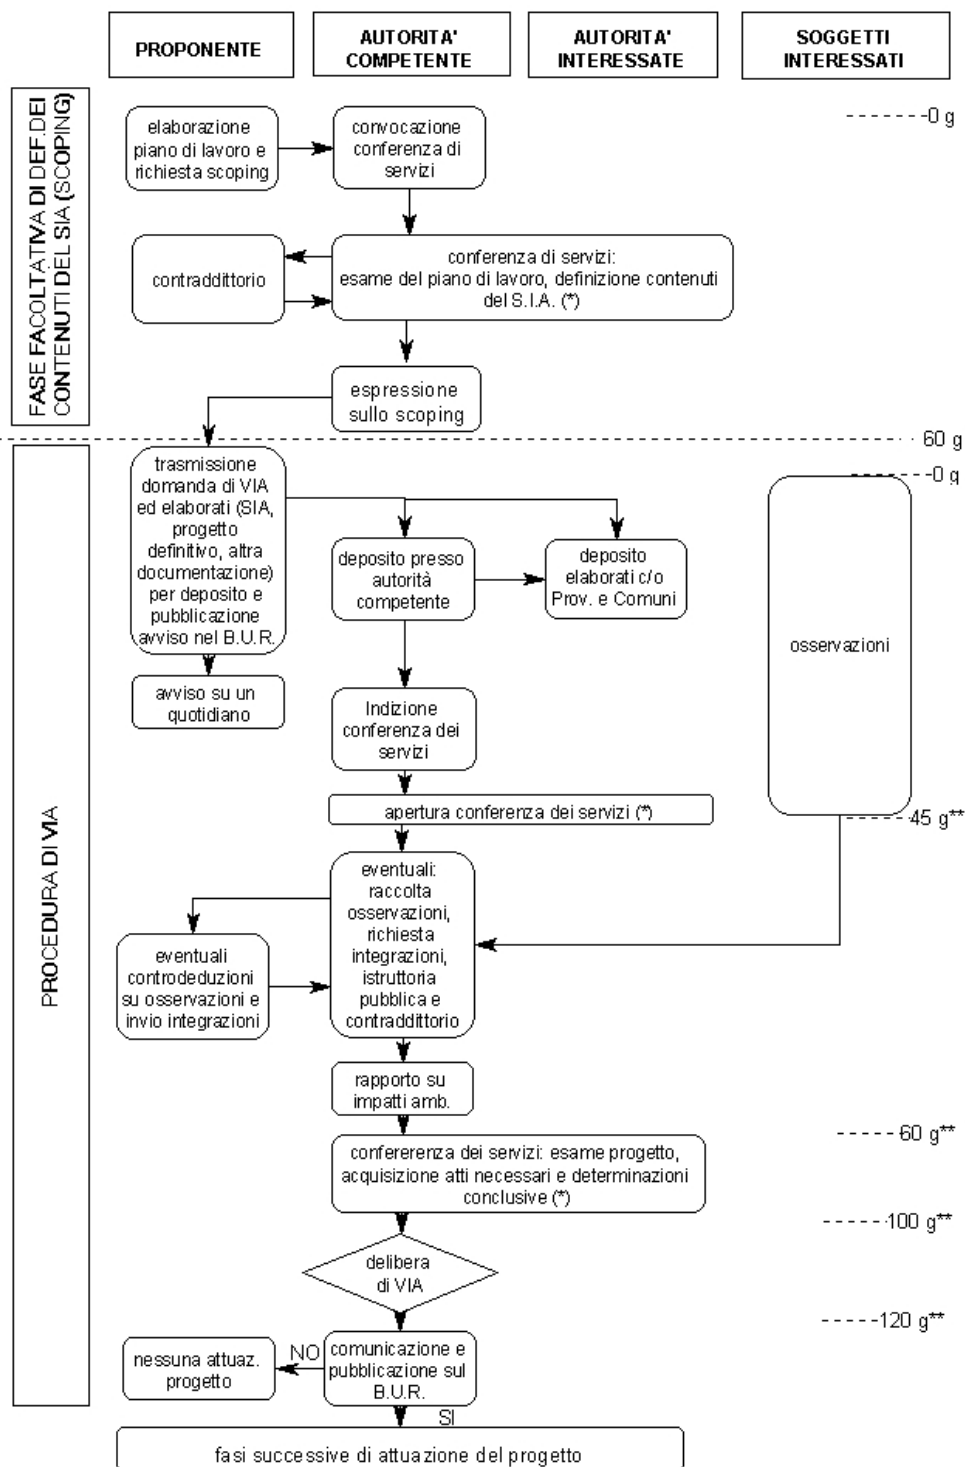 PROPONENTE
AUTORITA'
COMPETENTE
AUTORITA'
INTERESSATE
SOGGETTI
INTERESSATI
FASE FACOLTATIVA DI DEF.DEI
CONTENUTI DEL SIA (SCOPING)
elaborazione
piano di lavoro e
richiesta scoping
convocazione
conferenza di
servizi
0 g
contraddittorio
conferenza di servizi:
esame del piano di lavoro, definizione contenuti
del S.I.A. (*)
espressione
sullo scoping
60 g
PROCEDURA DI VIA
trasmissione
domanda di VIA
ed elaborati (SIA,
progetto
definitivo, altra
documentazione)
per deposito e
pubblicazione
avviso nel B.U.R.
0 g
deposito presso
autorità
competente
deposito
elaborati c/o
Prov. e Comuni
osservazioni
avviso su un
quotidiano
Indizione
conferenza dei
servizi
apertura conferenza dei servizi (*)
45 g**
eventuali:
raccolta
osservazioni,
richiesta
integrazioni,
istruttoria
pubblica e
contraddittorio
eventuali
controdeduzioni
su osservazioni e
invio integrazioni
rapporto su
impatti amb.
60 g**
confererenza dei servizi: esame progetto,
acquisizione atti necessari e determinazioni
conclusive (*)
100 g**
delibera
di VIA
120 g**
nessuna attuaz.
progetto
NO
comunicazione e
pubblicazione sul
B.U.R.
SI
fasi successive di attuazione del progetto